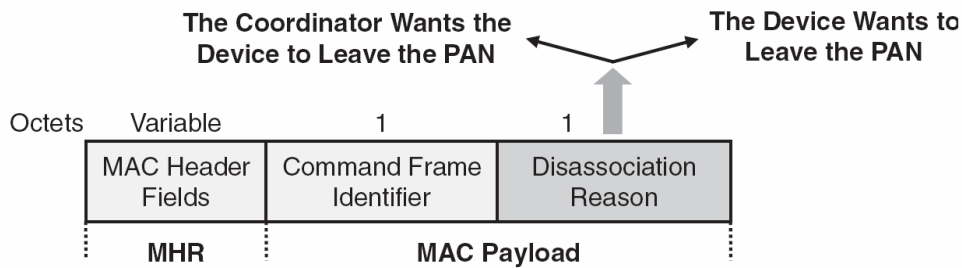 The Coordinator Wants the
Device to Leave the PAN
The Device Wants to
Leave the PAN
Octets Variable 1 1
MAC Header
Fields
Command Frame
Identifier
Disassociation
Reason
MHR MAC Payload